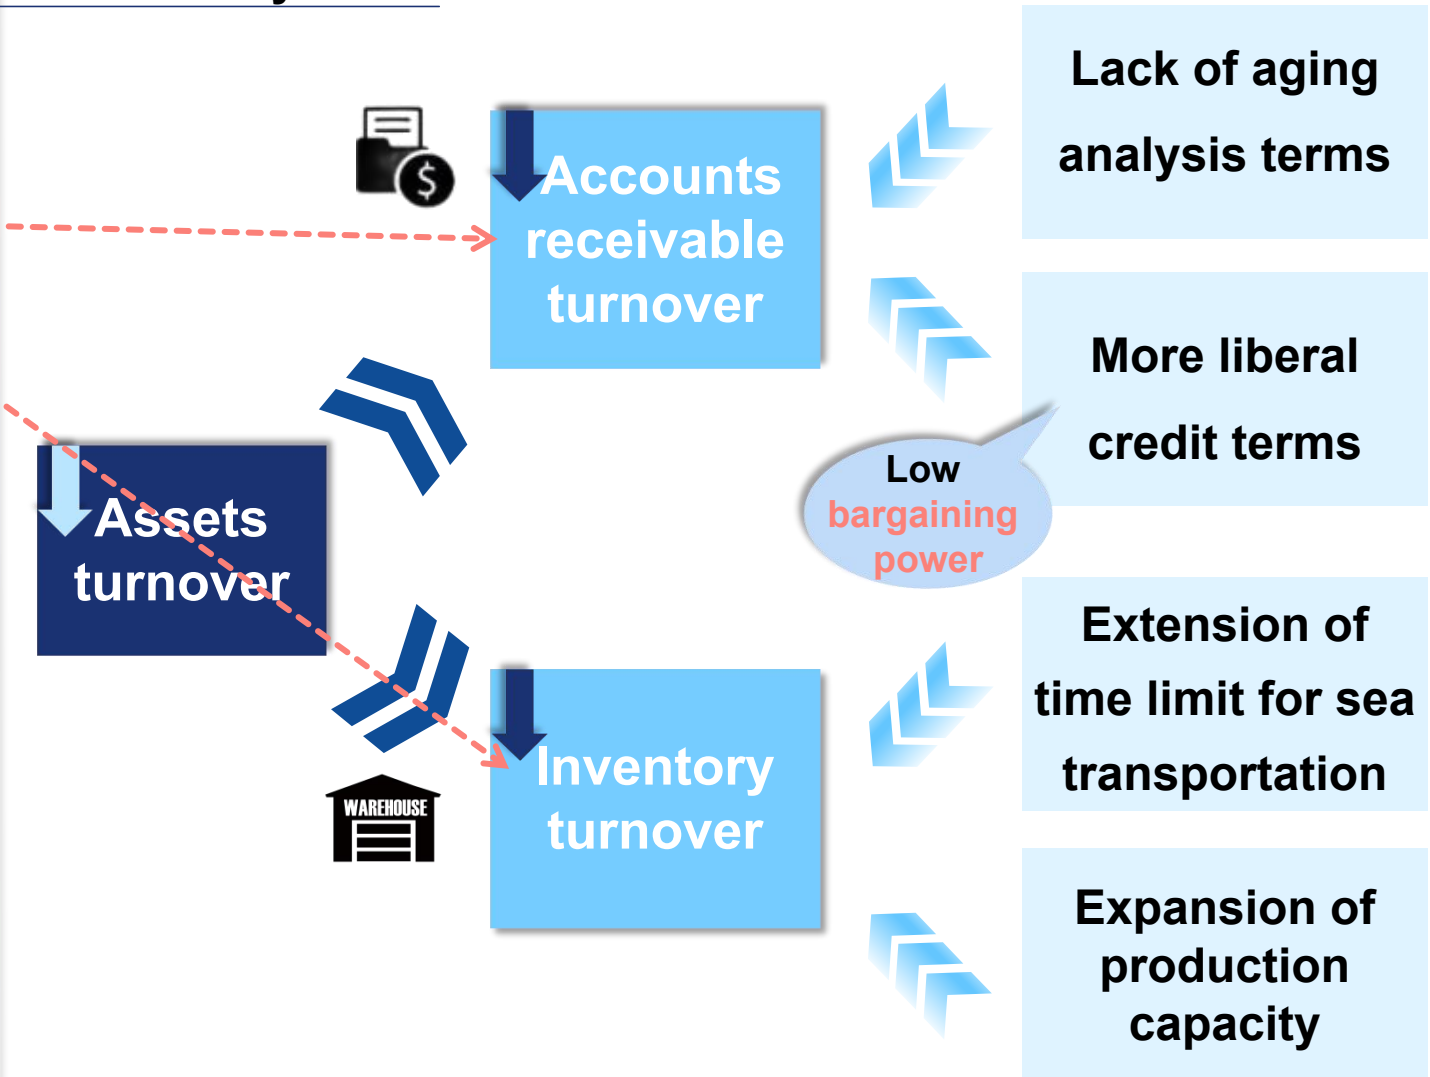 Lack of aging
analysis terms
Accounts
receivable
turnover
More liberal
credit terms
Low
bargaining
power
Assets
turnover
Extension of
time limit for sea
transportation
Inventory
turnover
WAREHOUSE
$
Expansion of
production
capacity